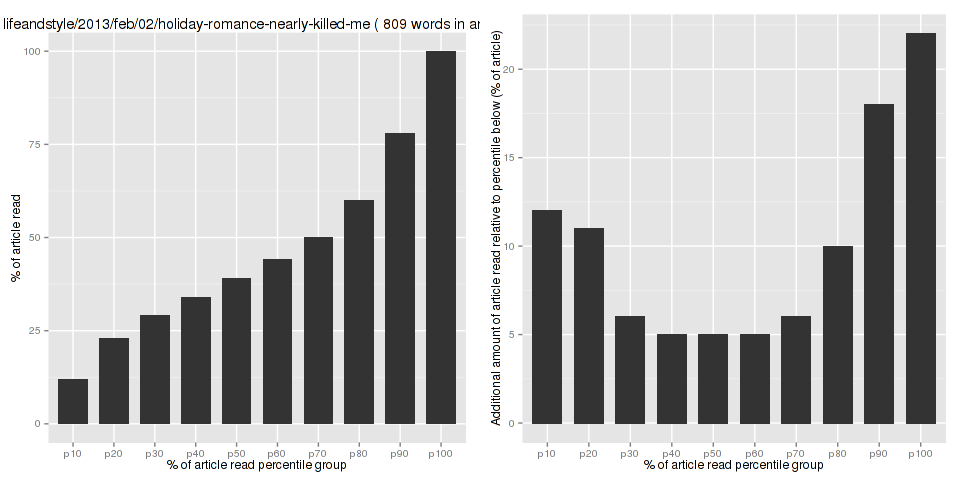 lifeandstyle/2013/feb/02/holiday-romance-nearly-killed-me ( 809 words in ar
100
75
50
25
0
% of article read
p10 p20 p30 p40 p50 p60 p70 p80 p90 p100
% of article read percentile group
20
15
10
5
0
Additional amount of article read relative to percentile below (% of article)
p10 p20 p30 p40 p50 p60 p70 p80 p90 p100
% of article read percentile group